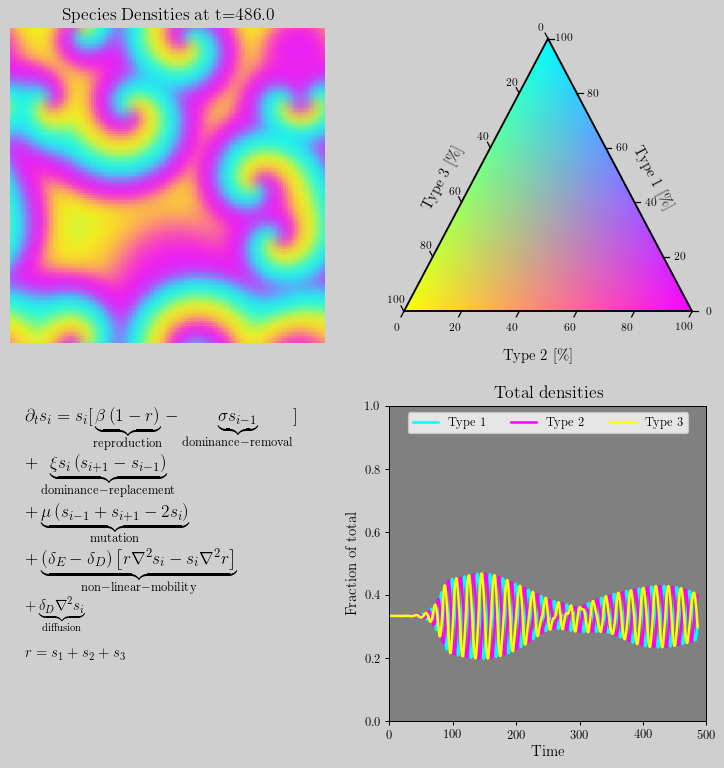 Species Densities at t=486.0
0
100
20
80
40
60
60
40
80
20
100
0
Type 3 [%]
Type 1 [%]
0 20 40 60 80 100
Type 2 [%]
∂ₜsᵢ = sᵢ[β (1 − r) − σsᵢ₋₁ ]
reproduction dominance−removal
+ ξsᵢ (sᵢ₊₁ − sᵢ₋₁)
dominance−replacement
+ μ (sᵢ₋₁ + sᵢ₊₁ − 2sᵢ)
mutation
+ (δ_E − δ_D) [r∇²sᵢ − sᵢ∇²r]
non−linear−mobility
+ δ_D∇²sᵢ
diffusion
r = s₁ + s₂ + s₃
Total densities
Type 1 Type 2 Type 3
1.0
0.8
0.6
0.4
0.2
0.0
Fraction of total
0 100 200 300 400 500
Time